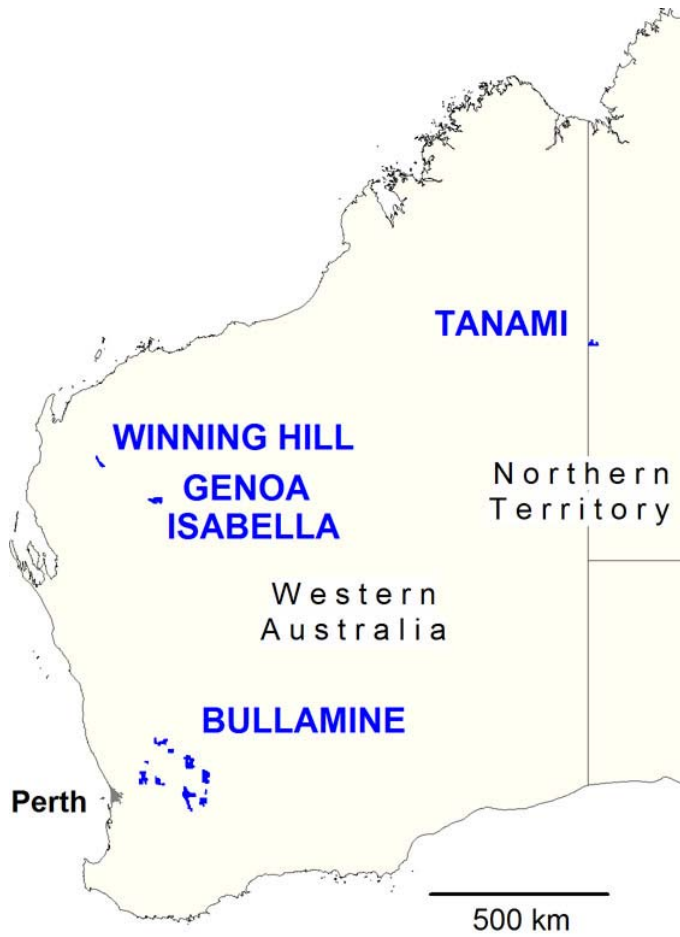 TANAMI
WINNING HILL
GENOA
ISABELLA
Northern
Territory
Western
Australia
BULLAMINE
Perth
500 km